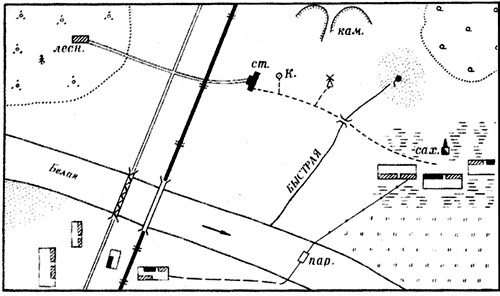 кам.
лесн.
ст.
К.
сах.
Белая
БЫСТРАЯ
пар.